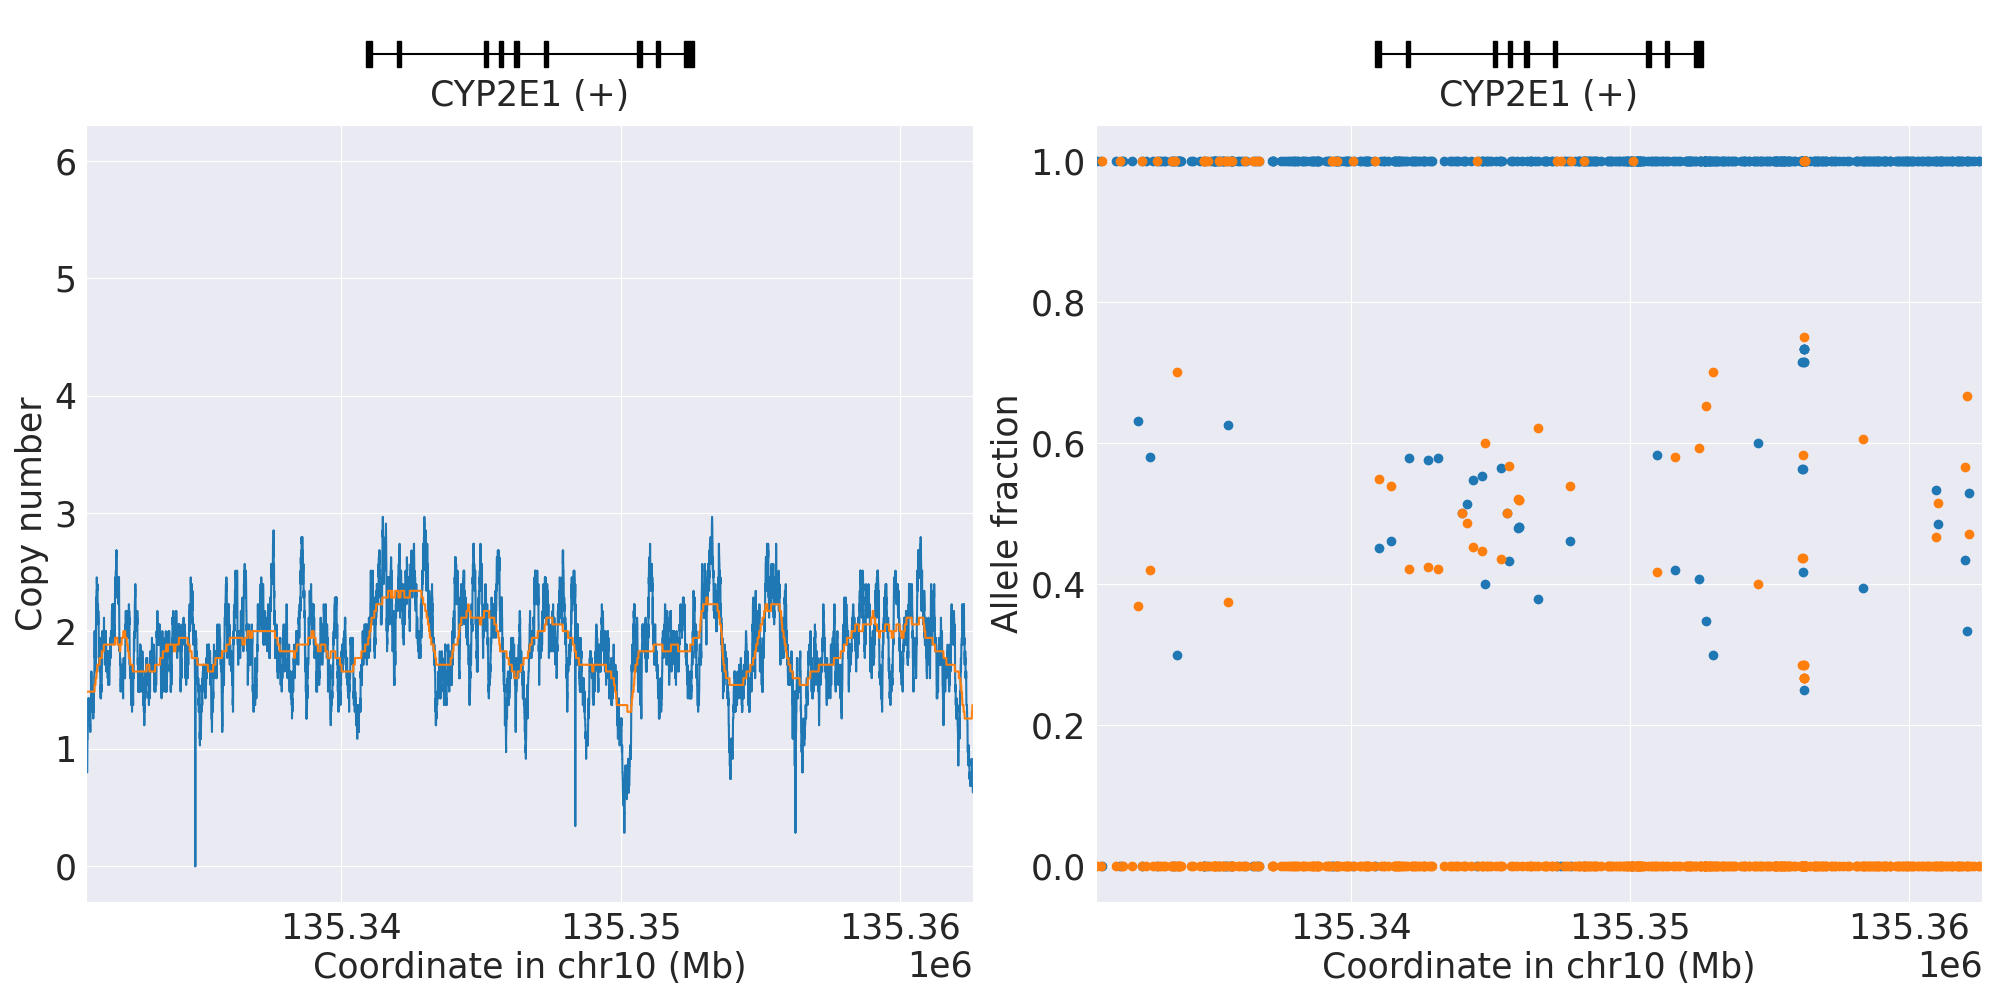 CYP2E1 (+)
6
5
4
3
2
1
0
Copy number
135.34 135.35 135.36
Coordinate in chr10 (Mb)
1e6
CYP2E1 (+)
1.0
0.8
0.6
0.4
0.2
0.0
Allele fraction
135.34 135.35 135.36
Coordinate in chr10 (Mb)
1e6